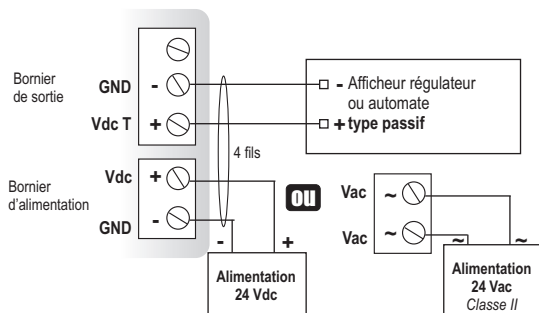 Bornier
de sortie
GND
-
Vdc T
+
- Afficheur régulateur
ou automate
+ type passif
4 fils
Bornier
d'alimentation
Vdc
+
GND
-
- +
Alimentation
24 Vdc
ou
Vac
~
Vac
~
~ ~
Alimentation
24 Vac
Classe II